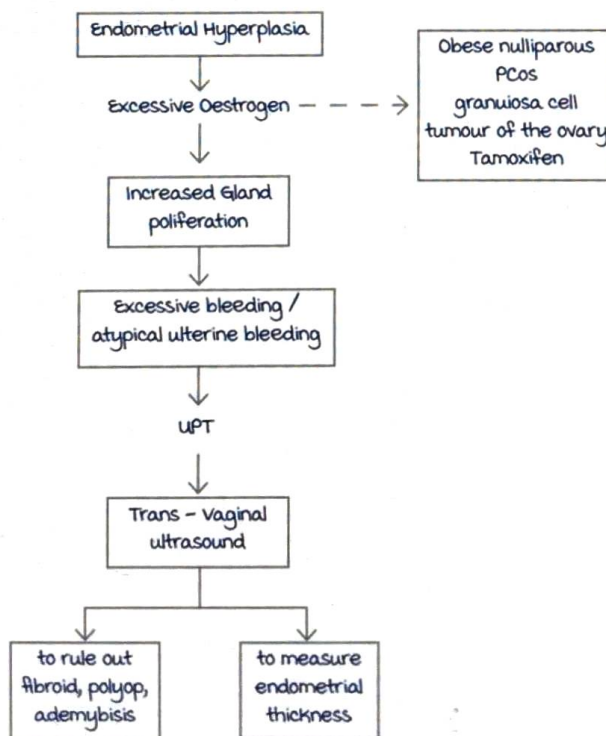 Endometrial Hyperplasia
Excessive Oestrogen
Obese nulliparous
PCos
granuiosa cell
tumour of the ovary
Tamoxifen
Increased Gland
poliferation
Excessive bleeding /
atypical ulterine bleeding
UPT
Trans - Vaginal
ultrasound
to rule out
fibroid, polyop,
ademybisis
to measure
endometrial
thickness